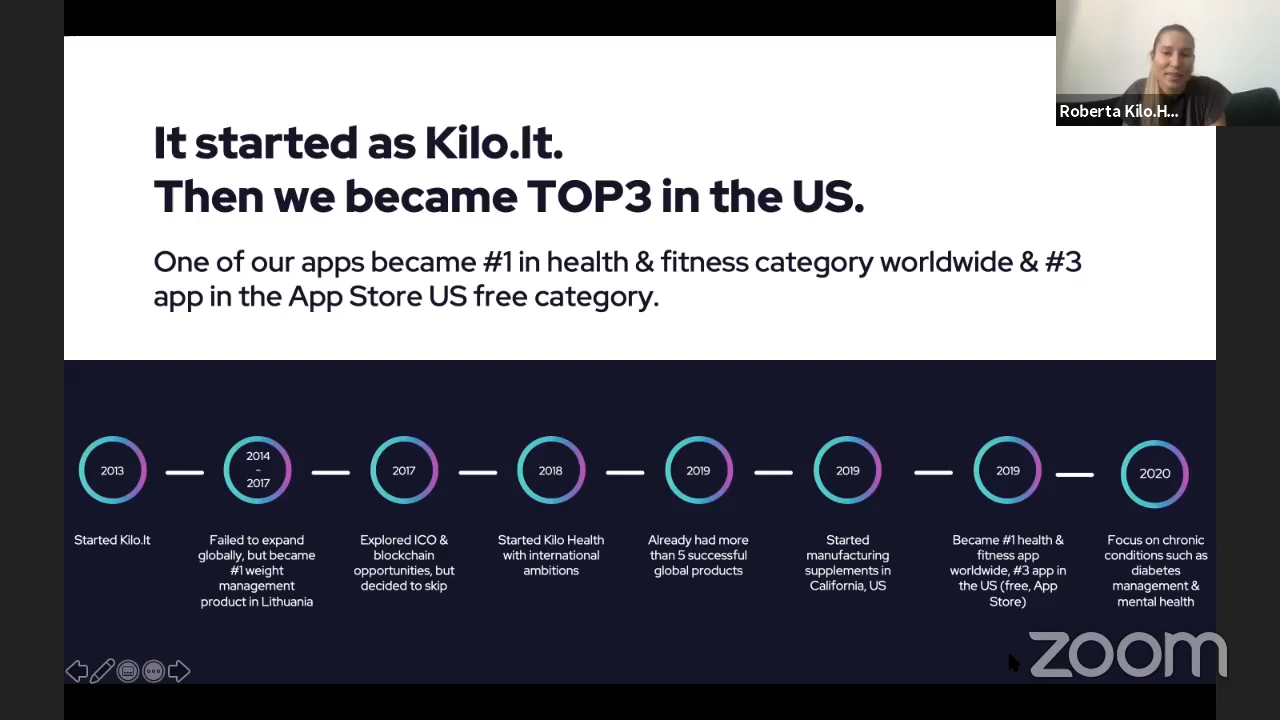 Roberta Kilo.H...
It started as Kilo.lt.
Then we became TOP3 in the US.
One of our apps became #1 in health & fitness category worldwide & #3
app in the App Store US free category.
2013
Started Kilo.lt
2014
-
2017
Failed to expand
globally, but became
#1 weight
management
product in Lithuania
2017
Explored ICO &
blockchain
opportunities, but
decided to skip
2018
Started Kilo Health
with international
ambitions
2019
Already had more
than 5 successful
global products
2019
Started
manufacturing
supplements in
California, US
2019
Became #1 health &
fitness app
worldwide, #3 app in
the US (free, App
Store)
2020
Focus on chronic
conditions such as
diabetes
management &
mental health
zoom